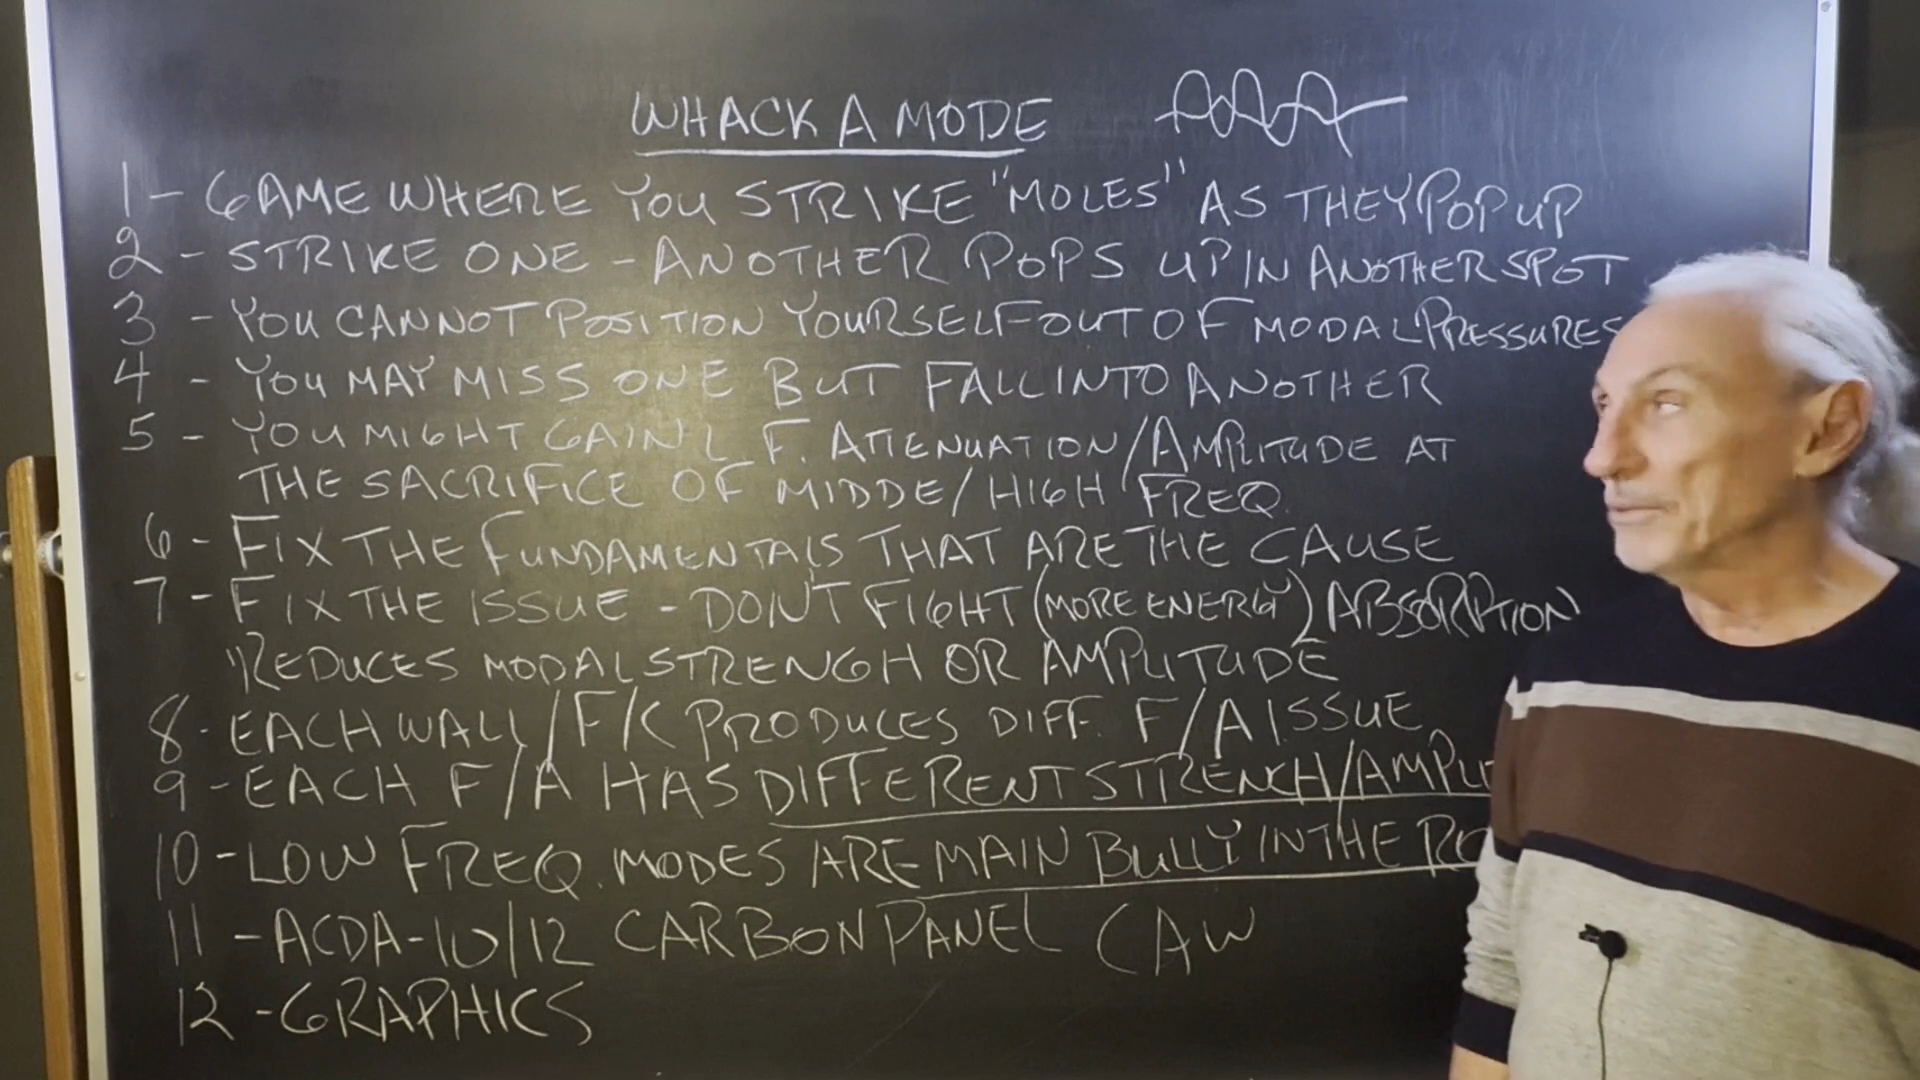 WHACK A MODE
1 - GAME WHERE YOU STRIKE "MOLES" AS THEY POP UP
2 - STRIKE ONE - ANOTHER POPS UP IN ANOTHER SPOT
3 - YOU CANNOT POSITION YOURSELF OUT OF MODAL PRESSURES
4 - YOU MAY MISS ONE BUT FALL INTO ANOTHER
5 - YOU MIGHT GAIN L F. ATTENUATION/AMPLITUDE AT
THE SACRIFICE OF MIDDE/HIGH FREQ.
6 - FIX THE FUNDAMENTALS THAT ARE THE CAUSE
7 - FIX THE ISSUE - DON'T FIGHT (MORE ENERGY) ABSORPTION
REDUCES MODAL STRENGH OR AMPLITUDE
8 - EACH WALL/F/C PRODUCES DIFF. F/A ISSUE
9 - EACH F/A HAS DIFFERENT STRENGH/AMPLI
10 - LOW FREQ. MODES ARE MAIN BULLY IN THE RO
11 - ACDA-10/12 CARBON PANEL CAW
12 - GRAPHICS